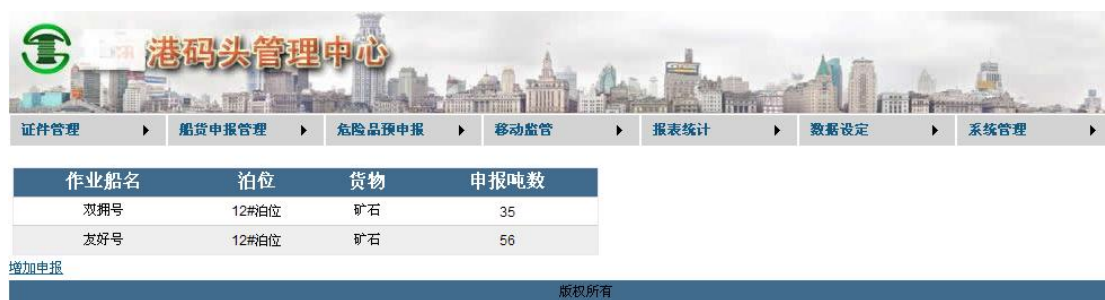 港码头管理中心
证件管理 船货申报管理 危险品预申报 移动监管 报表统计 数据设定 系统管理
作业船名 泊位 货物 申报吨数
双拥号 12#泊位 矿石 35
友好号 12#泊位 矿石 56
增加申报
版权所有